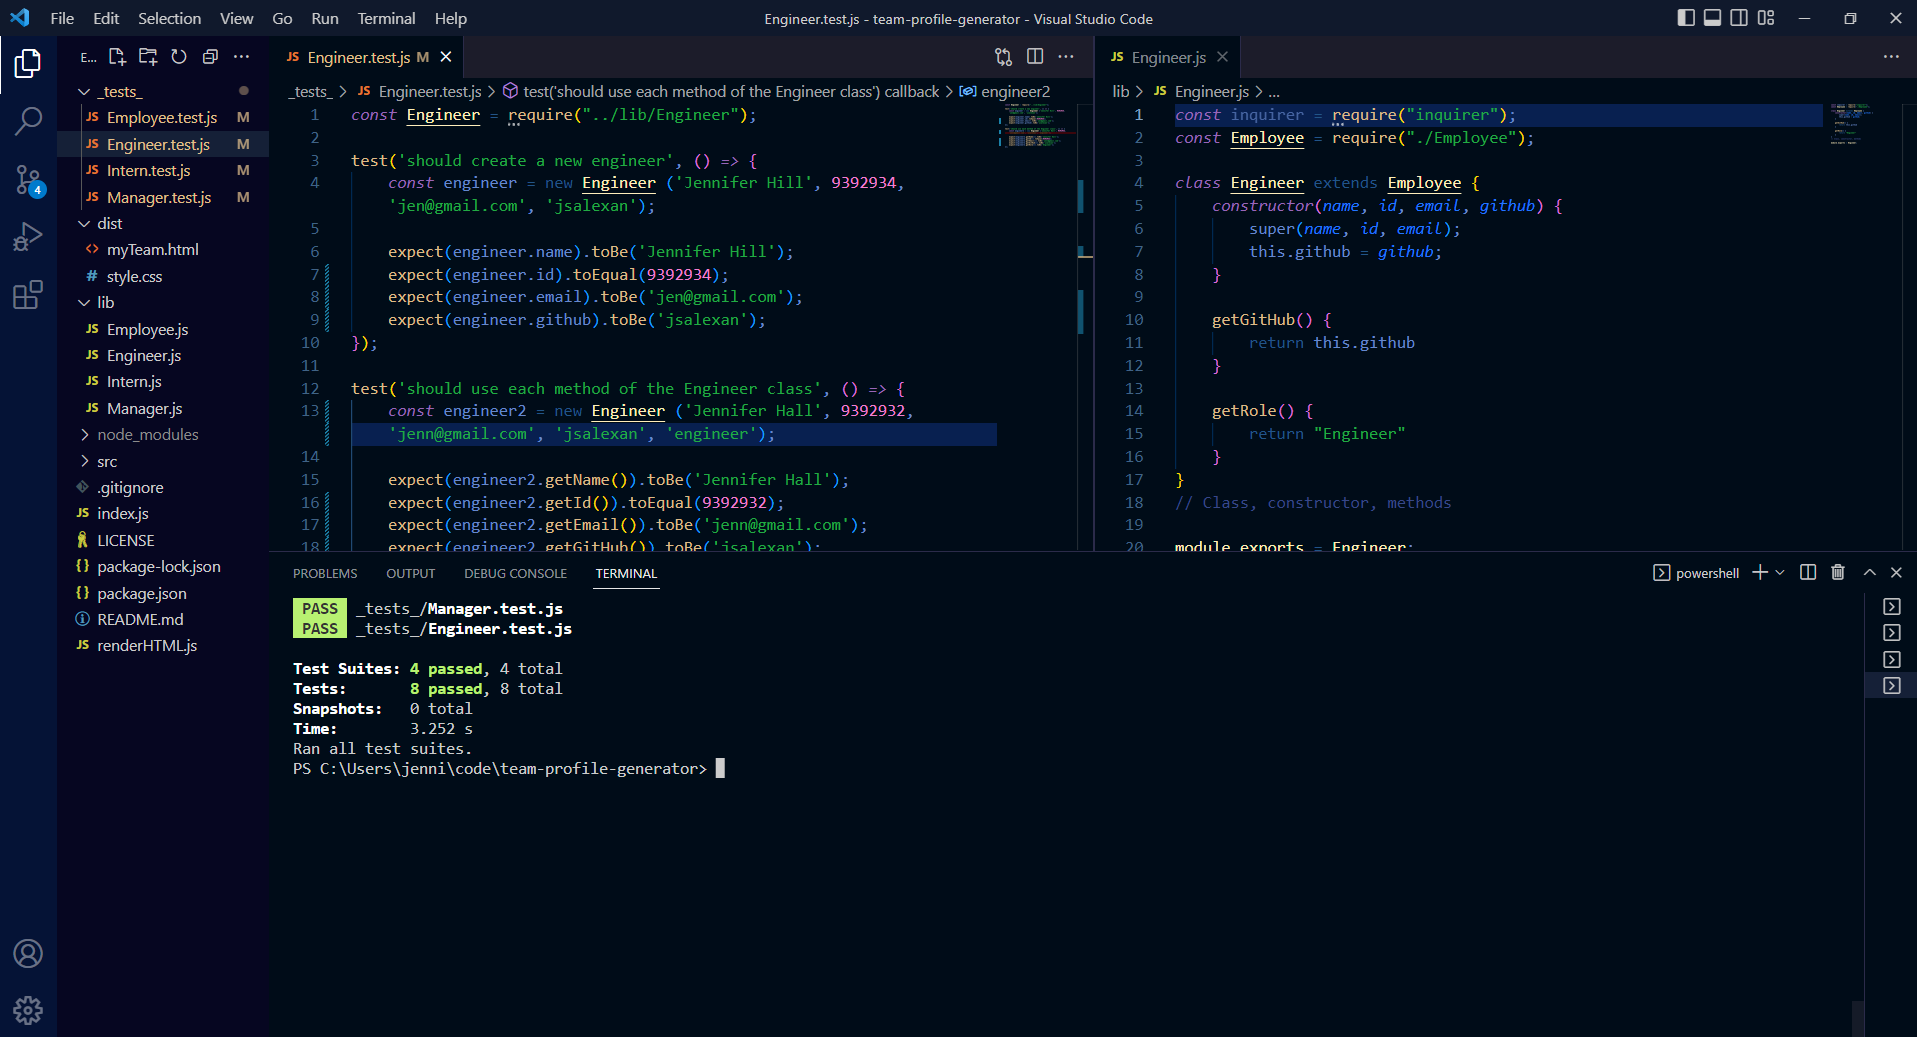 File Edit Selection View Go Run Terminal Help
Engineer.test.js - team-profile-generator - Visual Studio Code
E...
_tests_
JS Employee.test.js M
JS Engineer.test.js M
JS Intern.test.js M
JS Manager.test.js M
dist
<> myTeam.html
# style.css
lib
JS Employee.js
JS Engineer.js
JS Intern.js
JS Manager.js
node_modules
src
.gitignore
JS index.js
LICENSE
{} package-lock.json
{} package.json
README.md
JS renderHTML.js
4
JS Engineer.test.js M
_tests_ > JS Engineer.test.js > test('should use each method of the Engineer class') callback > engineer2
1 const Engineer = require("../lib/Engineer");
2
3 test('should create a new engineer', () => {
4 const engineer = new Engineer ('Jennifer Hill', 9392934,
'jen@gmail.com', 'jsalexan');
5
6 expect(engineer.name).toBe('Jennifer Hill');
7 expect(engineer.id).toEqual(9392934);
8 expect(engineer.email).toBe('jen@gmail.com');
9 expect(engineer.github).toBe('jsalexan');
10 });
11
12 test('should use each method of the Engineer class', () => {
13 const engineer2 = new Engineer ('Jennifer Hall', 9392932,
'jenn@gmail.com', 'jsalexan', 'engineer');
14
15 expect(engineer2.getName()).toBe('Jennifer Hall');
16 expect(engineer2.getId()).toEqual(9392932);
17 expect(engineer2.getEmail()).toBe('jenn@gmail.com');
18 expect(engineer2.getGitHub()).toBe('jsalexan');
JS Engineer.js
lib > JS Engineer.js > ...
1 const inquirer = require("inquirer");
2 const Employee = require("./Employee");
3
4 class Engineer extends Employee {
5 constructor(name, id, email, github) {
6 super(name, id, email);
7 this.github = github;
8 }
9
10 getGitHub() {
11 return this.github
12 }
13
14 getRole() {
15 return "Engineer"
16 }
17 }
18 // Class, constructor, methods
19
20 module.exports = Engineer;
PROBLEMS OUTPUT DEBUG CONSOLE TERMINAL
powershell
PASS _tests_/Manager.test.js
PASS _tests_/Engineer.test.js
Test Suites: 4 passed, 4 total
Tests: 8 passed, 8 total
Snapshots: 0 total
Time: 3.252 s
Ran all test suites.
PS C:\Users\jenni\code\team-profile-generator>